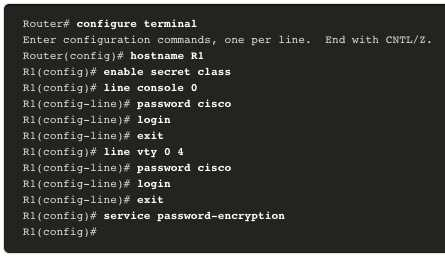 Router# configure terminal
Enter configuration commands, one per line.  End with CNTL/Z.
Router(config)# hostname R1
R1(config)# enable secret class
R1(config)# line console 0
R1(config-line)# password cisco
R1(config-line)# login
R1(config-line)# exit
R1(config)# line vty 0 4
R1(config-line)# password cisco
R1(config-line)# login
R1(config-line)# exit
R1(config)# service password-encryption
R1(config)#